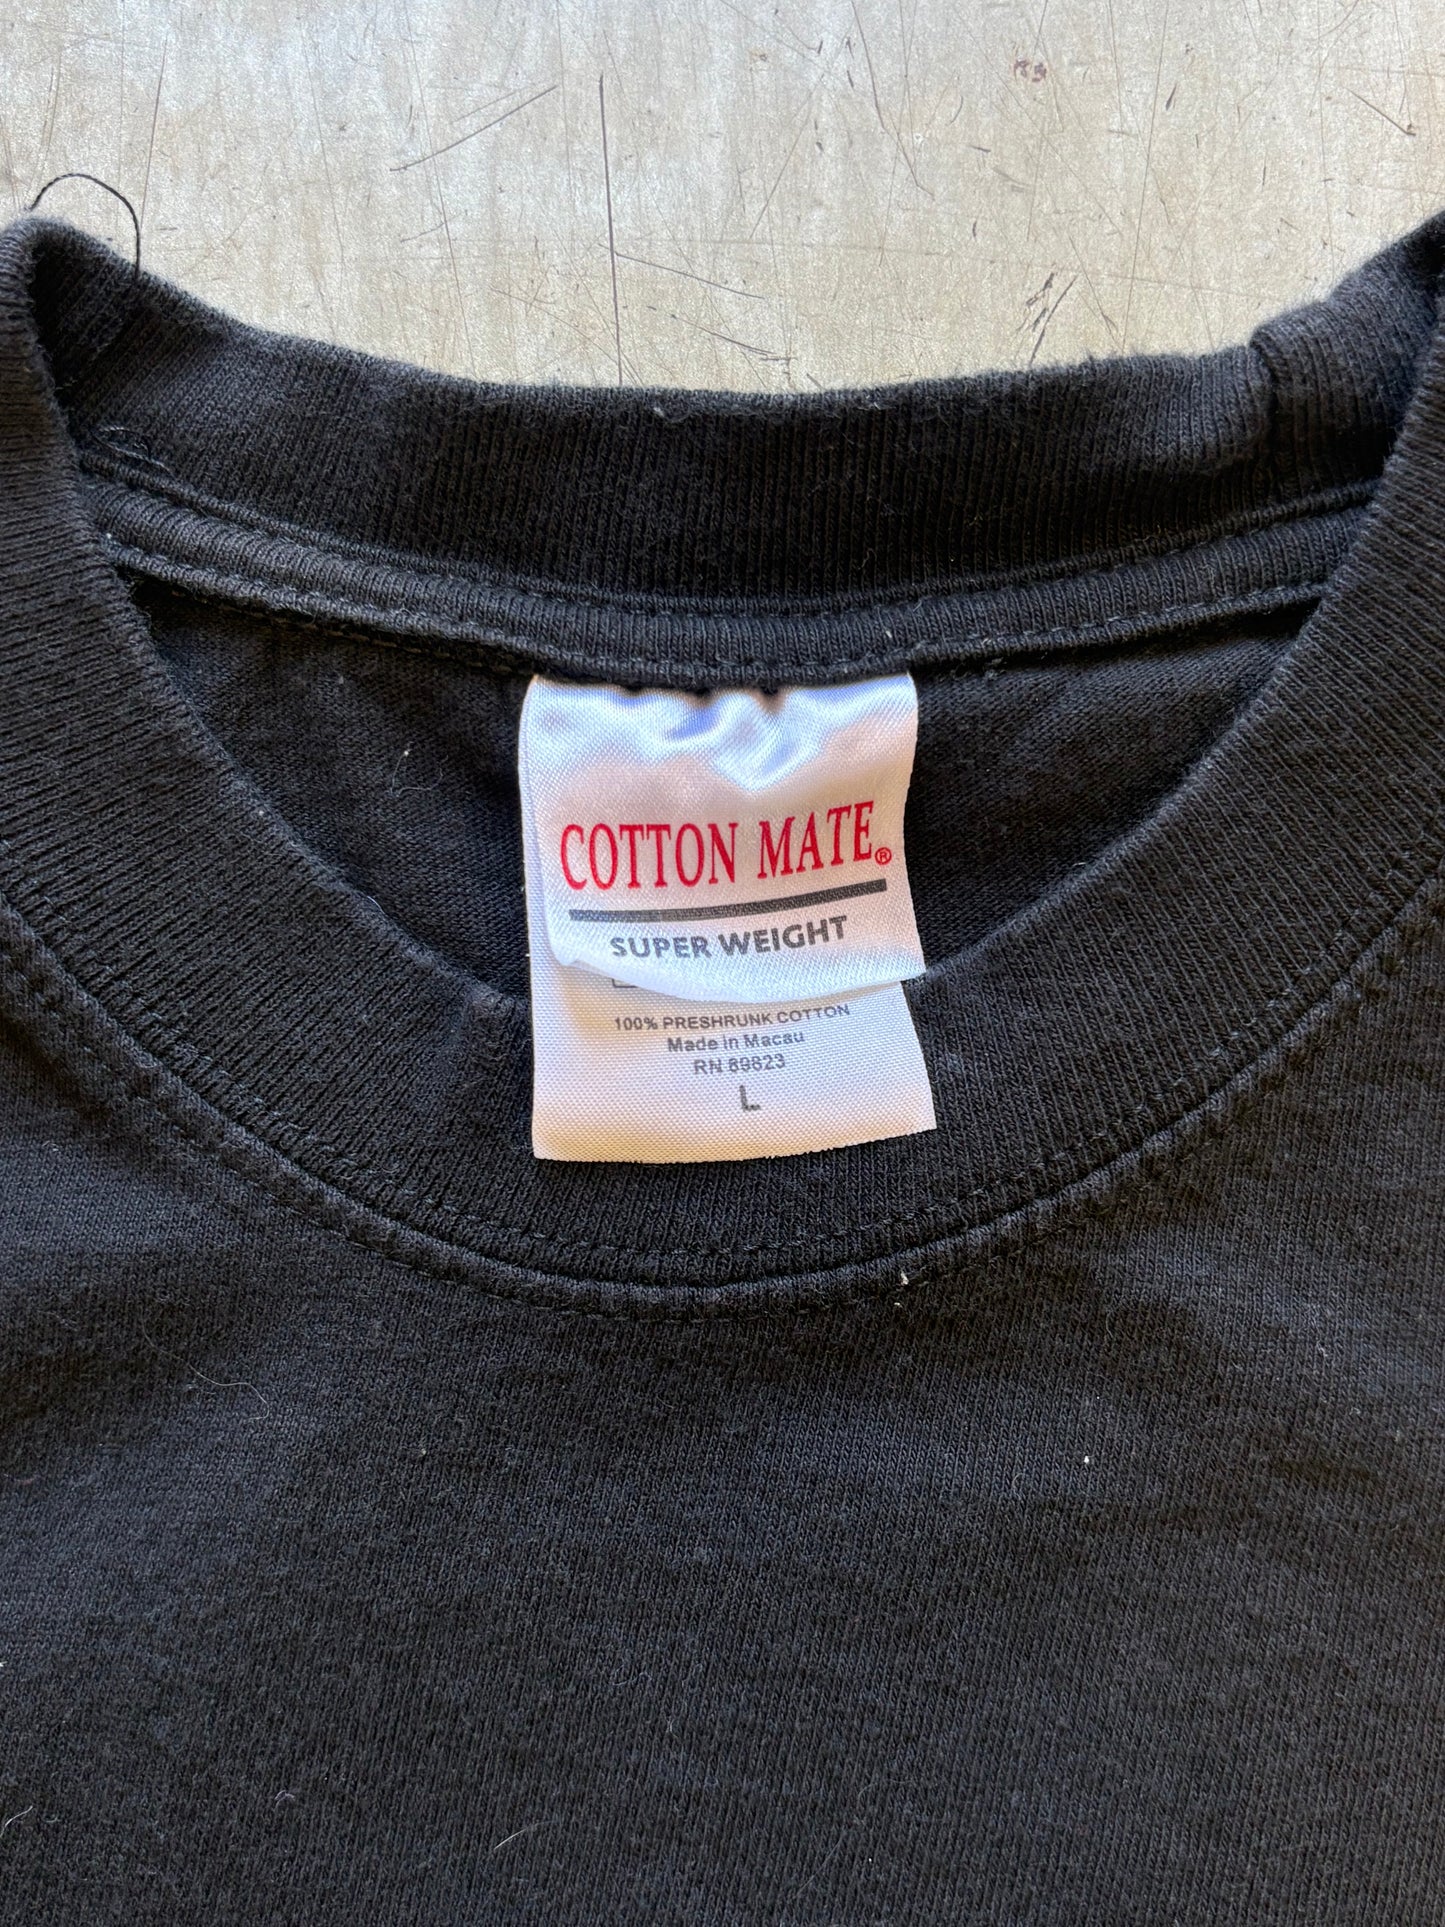 COTTON MATE®
SUPER WEIGHT
100% PRESHRUNK COTTON
Made in Macau
RN 89823
L